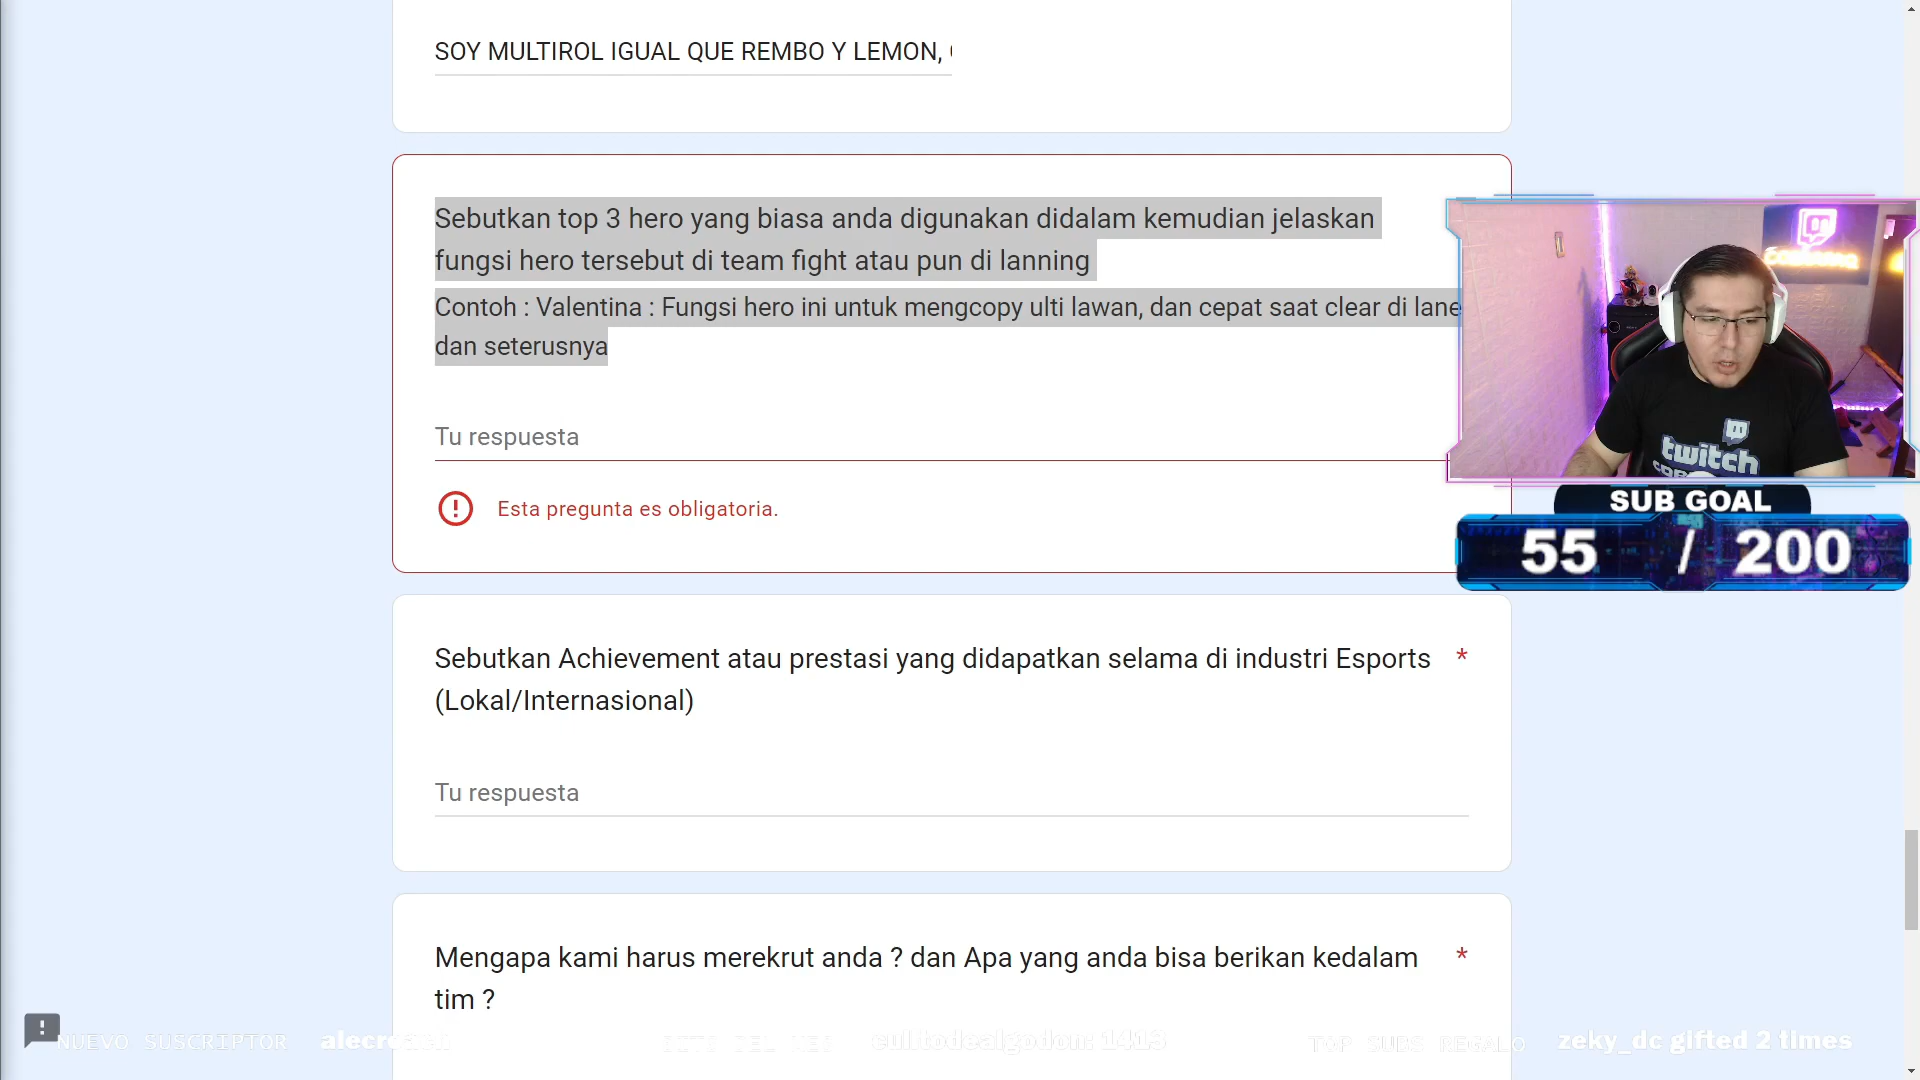 SOY MULTIROL IGUAL QUE REMBO Y LEMON,
Sebutkan top 3 hero yang biasa anda digunakan didalam kemudian jelaskan
fungsi hero tersebut di team fight atau pun di lanning
Contoh : Valentina : Fungsi hero ini untuk mengcopy ulti lawan, dan cepat saat clear di lane
dan seterusnya
Tu respuesta
Esta pregunta es obligatoria.
twitch
SUB GOAL
55 / 200
Sebutkan Achievement atau prestasi yang didapatkan selama di industri Esports *
(Lokal/Internasional)
Tu respuesta
Mengapa kami harus merekrut anda ? dan Apa yang anda bisa berikan kedalam *
tim ?
NUEVO SUSCRIPTOR
TOP SUBS REGALO zeky_dc gifted 2 times